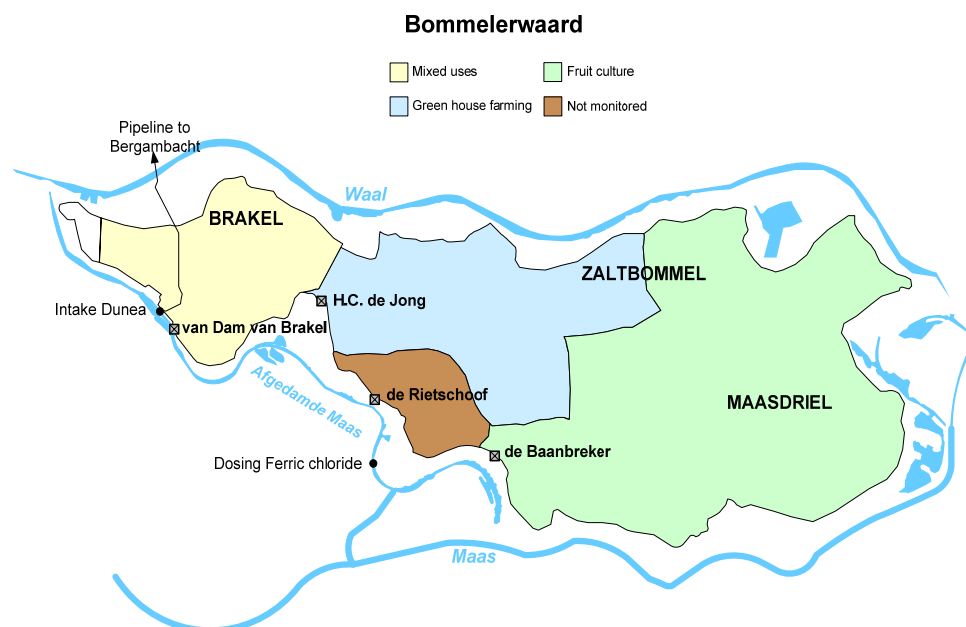 Bommelerwaard
Mixed uses
Fruit culture
Green house farming
Not monitored
Pipeline to
Bergambacht
Waal
BRAKEL
ZALTBOMMEL
H.C. de Jong
Intake Dunea
van Dam van Brakel
Afgedamde Maas
de Rietschoof
MAASDRIEL
de Baanbreker
Dosing Ferric chloride
Maas